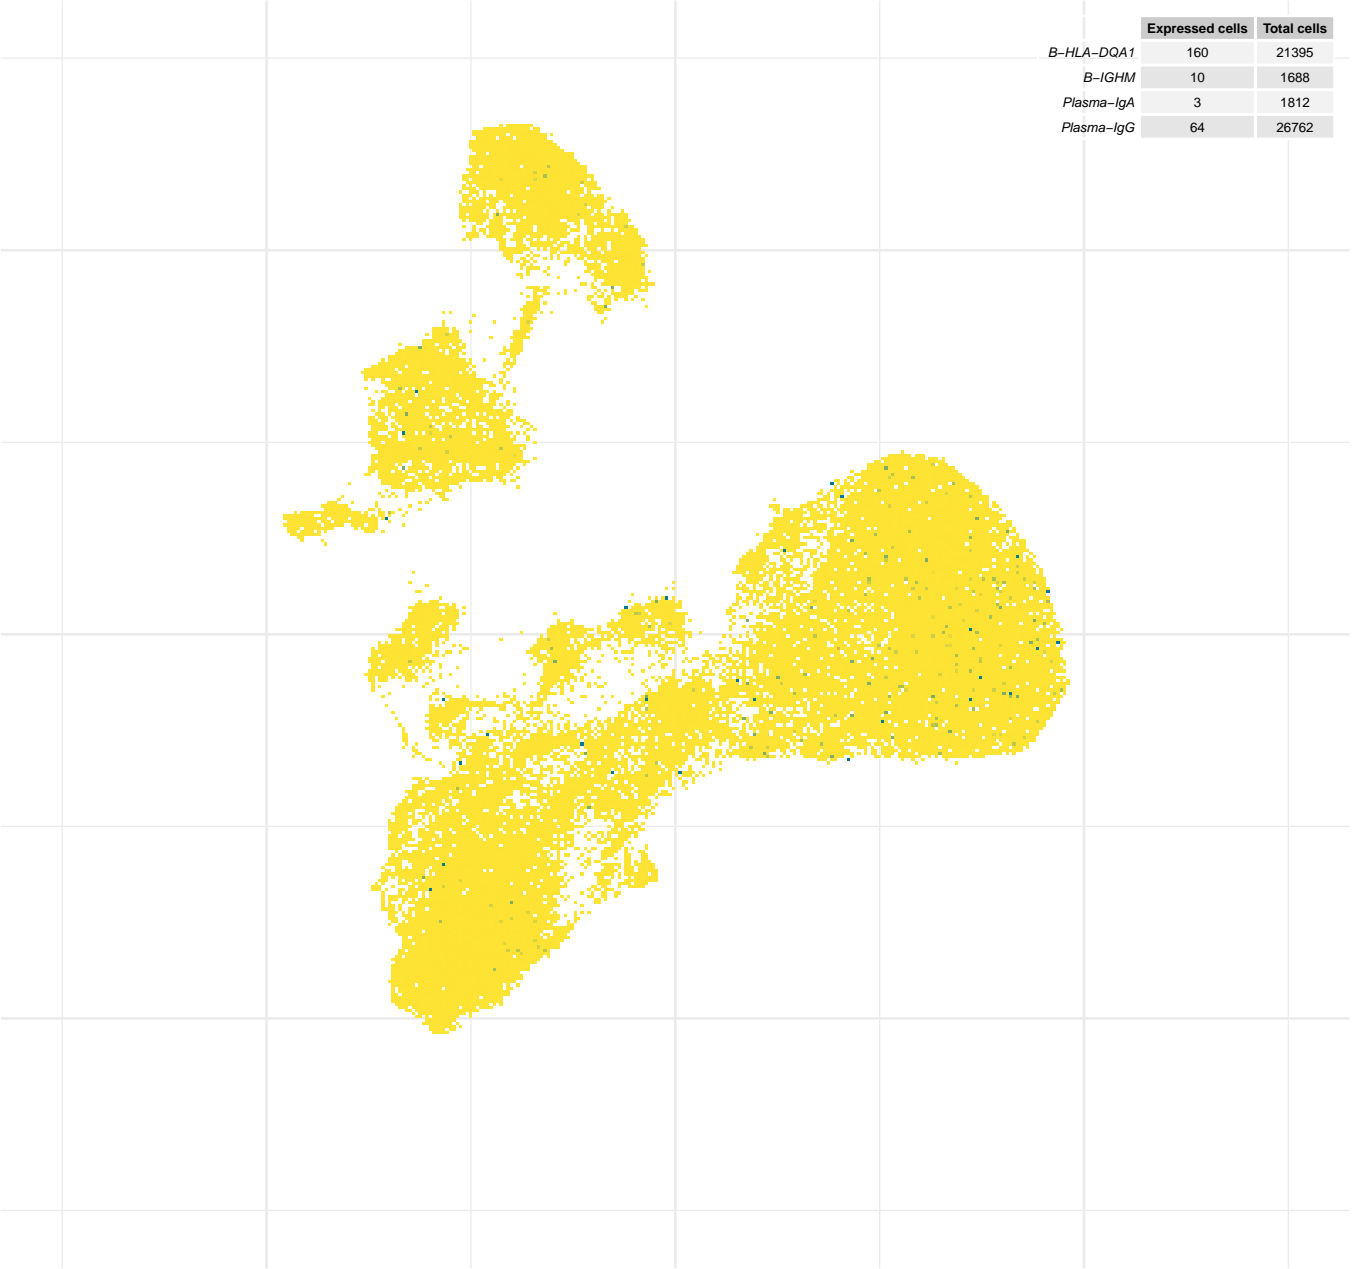 Expressed cells Total cells
B−HLA−DQA1 160 21395
B−IGHM 10 1688
Plasma−IgA 3 1812
Plasma−IgG 64 26762